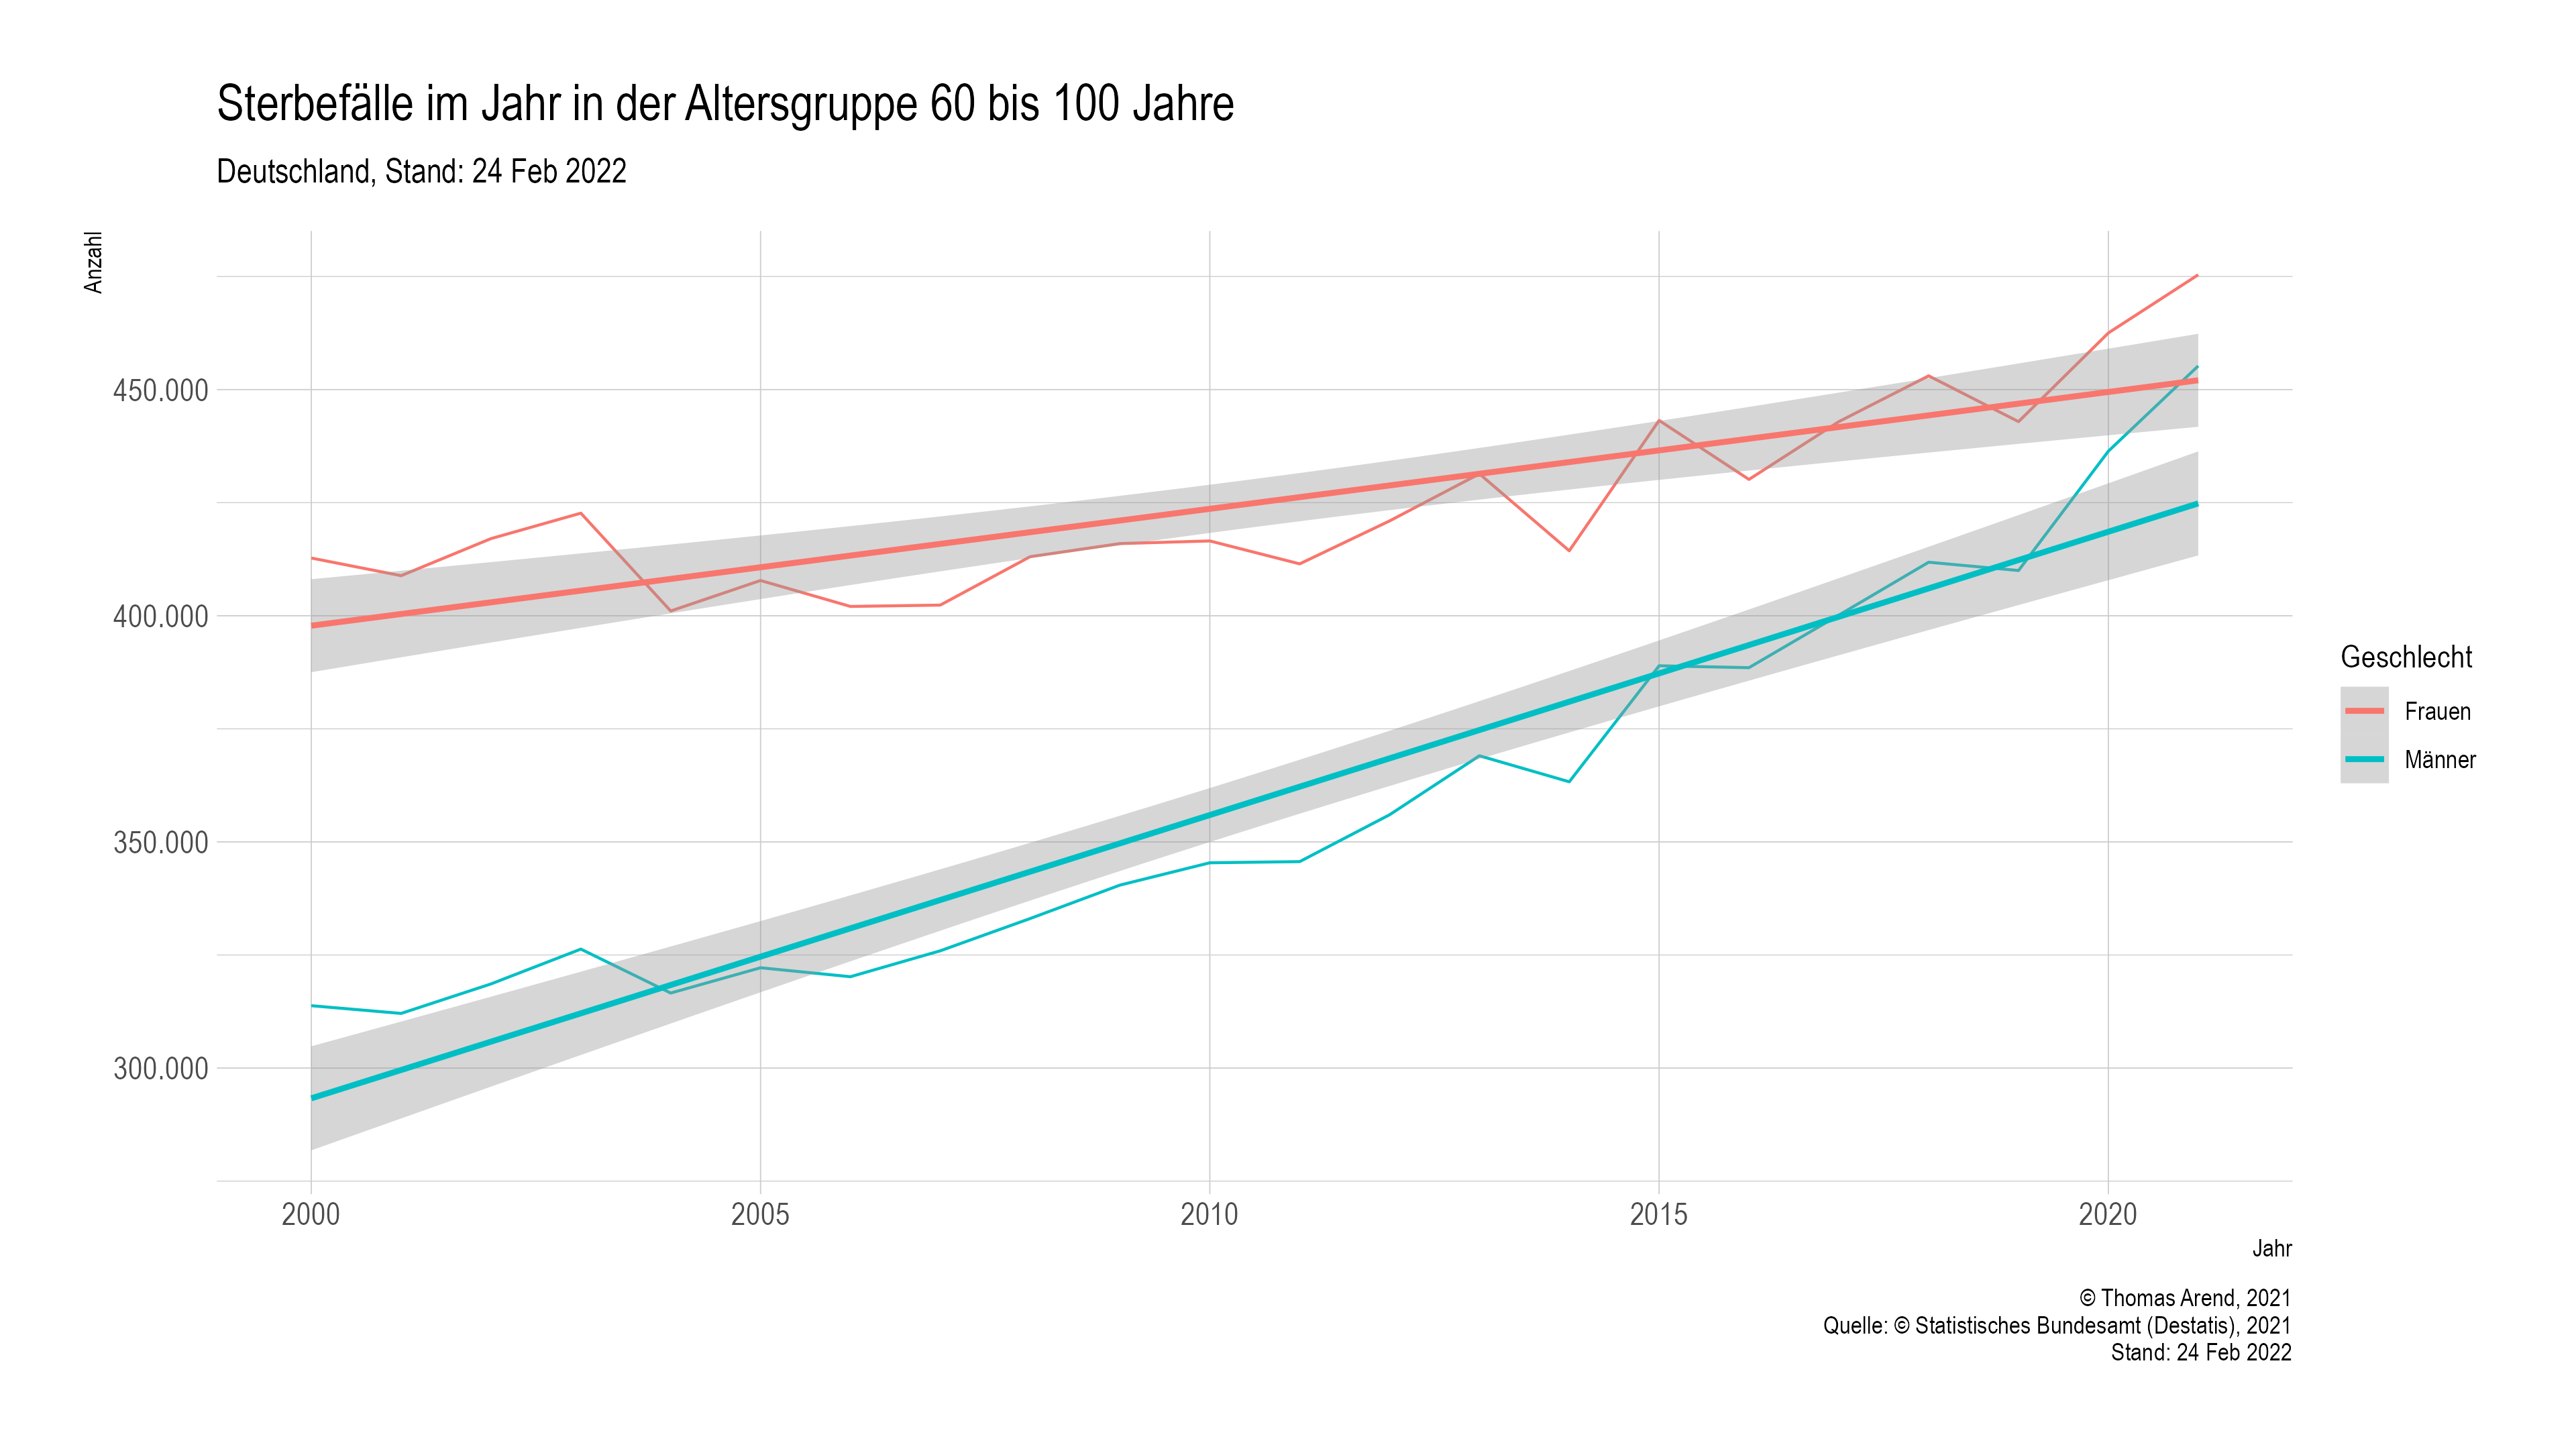 Sterbefälle im Jahr in der Altersgruppe 60 bis 100 Jahre
Deutschland, Stand: 24 Feb 2022
Anzahl
450.000
400.000
350.000
300.000
2000 2005 2010 2015 2020
Jahr
Geschlecht
Frauen
Männer
© Thomas Arend, 2021
Quelle: © Statistisches Bundesamt (Destatis), 2021
Stand: 24 Feb 2022